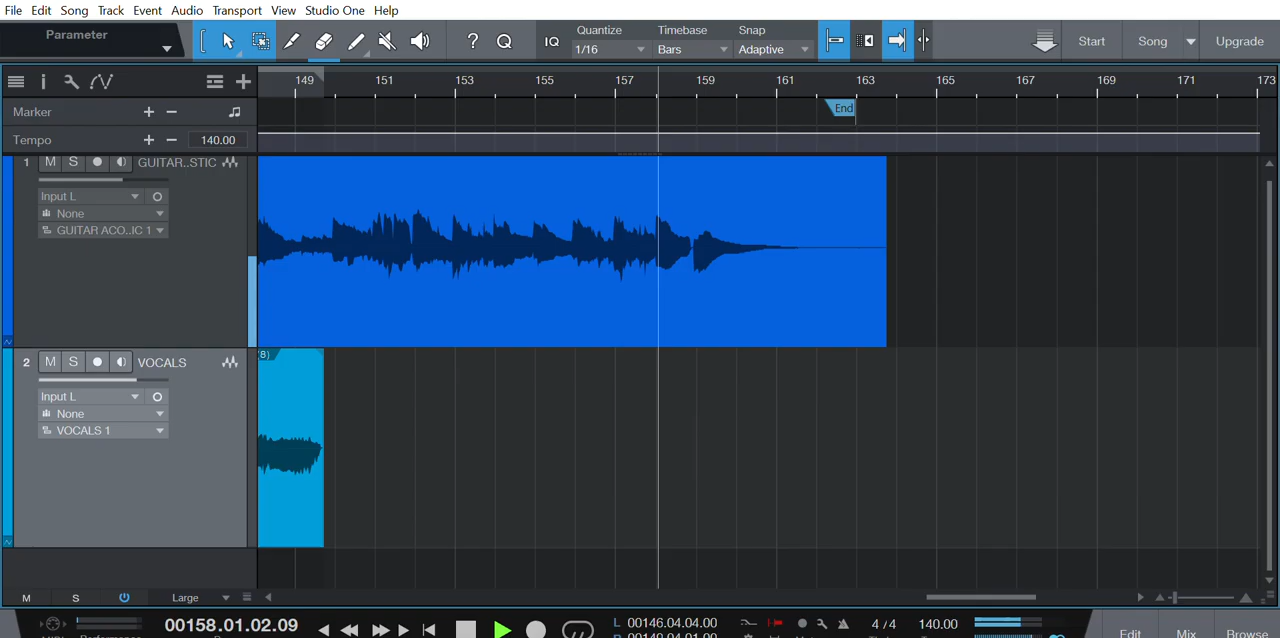 File Edit Song Track Event Audio Transport View Studio One Help
Parameter
? Q IQ
Quantize
1/16
Timebase
Bars
Snap
Adaptive
Start Song Upgrade
149 151 153 155 157 159 161 163 165 167 169 171 173
Marker
End
Tempo 140.00
1 M S GUITAR..STIC
Input L
None
GUITAR ACO..IC 1
2 M S VOCALS
8)
Input L
None
VOCALS 1
M S Large
00158.01.02.09
L 00146.04.04.00
4 / 4 140.00
Edit Mix Browse
Performance